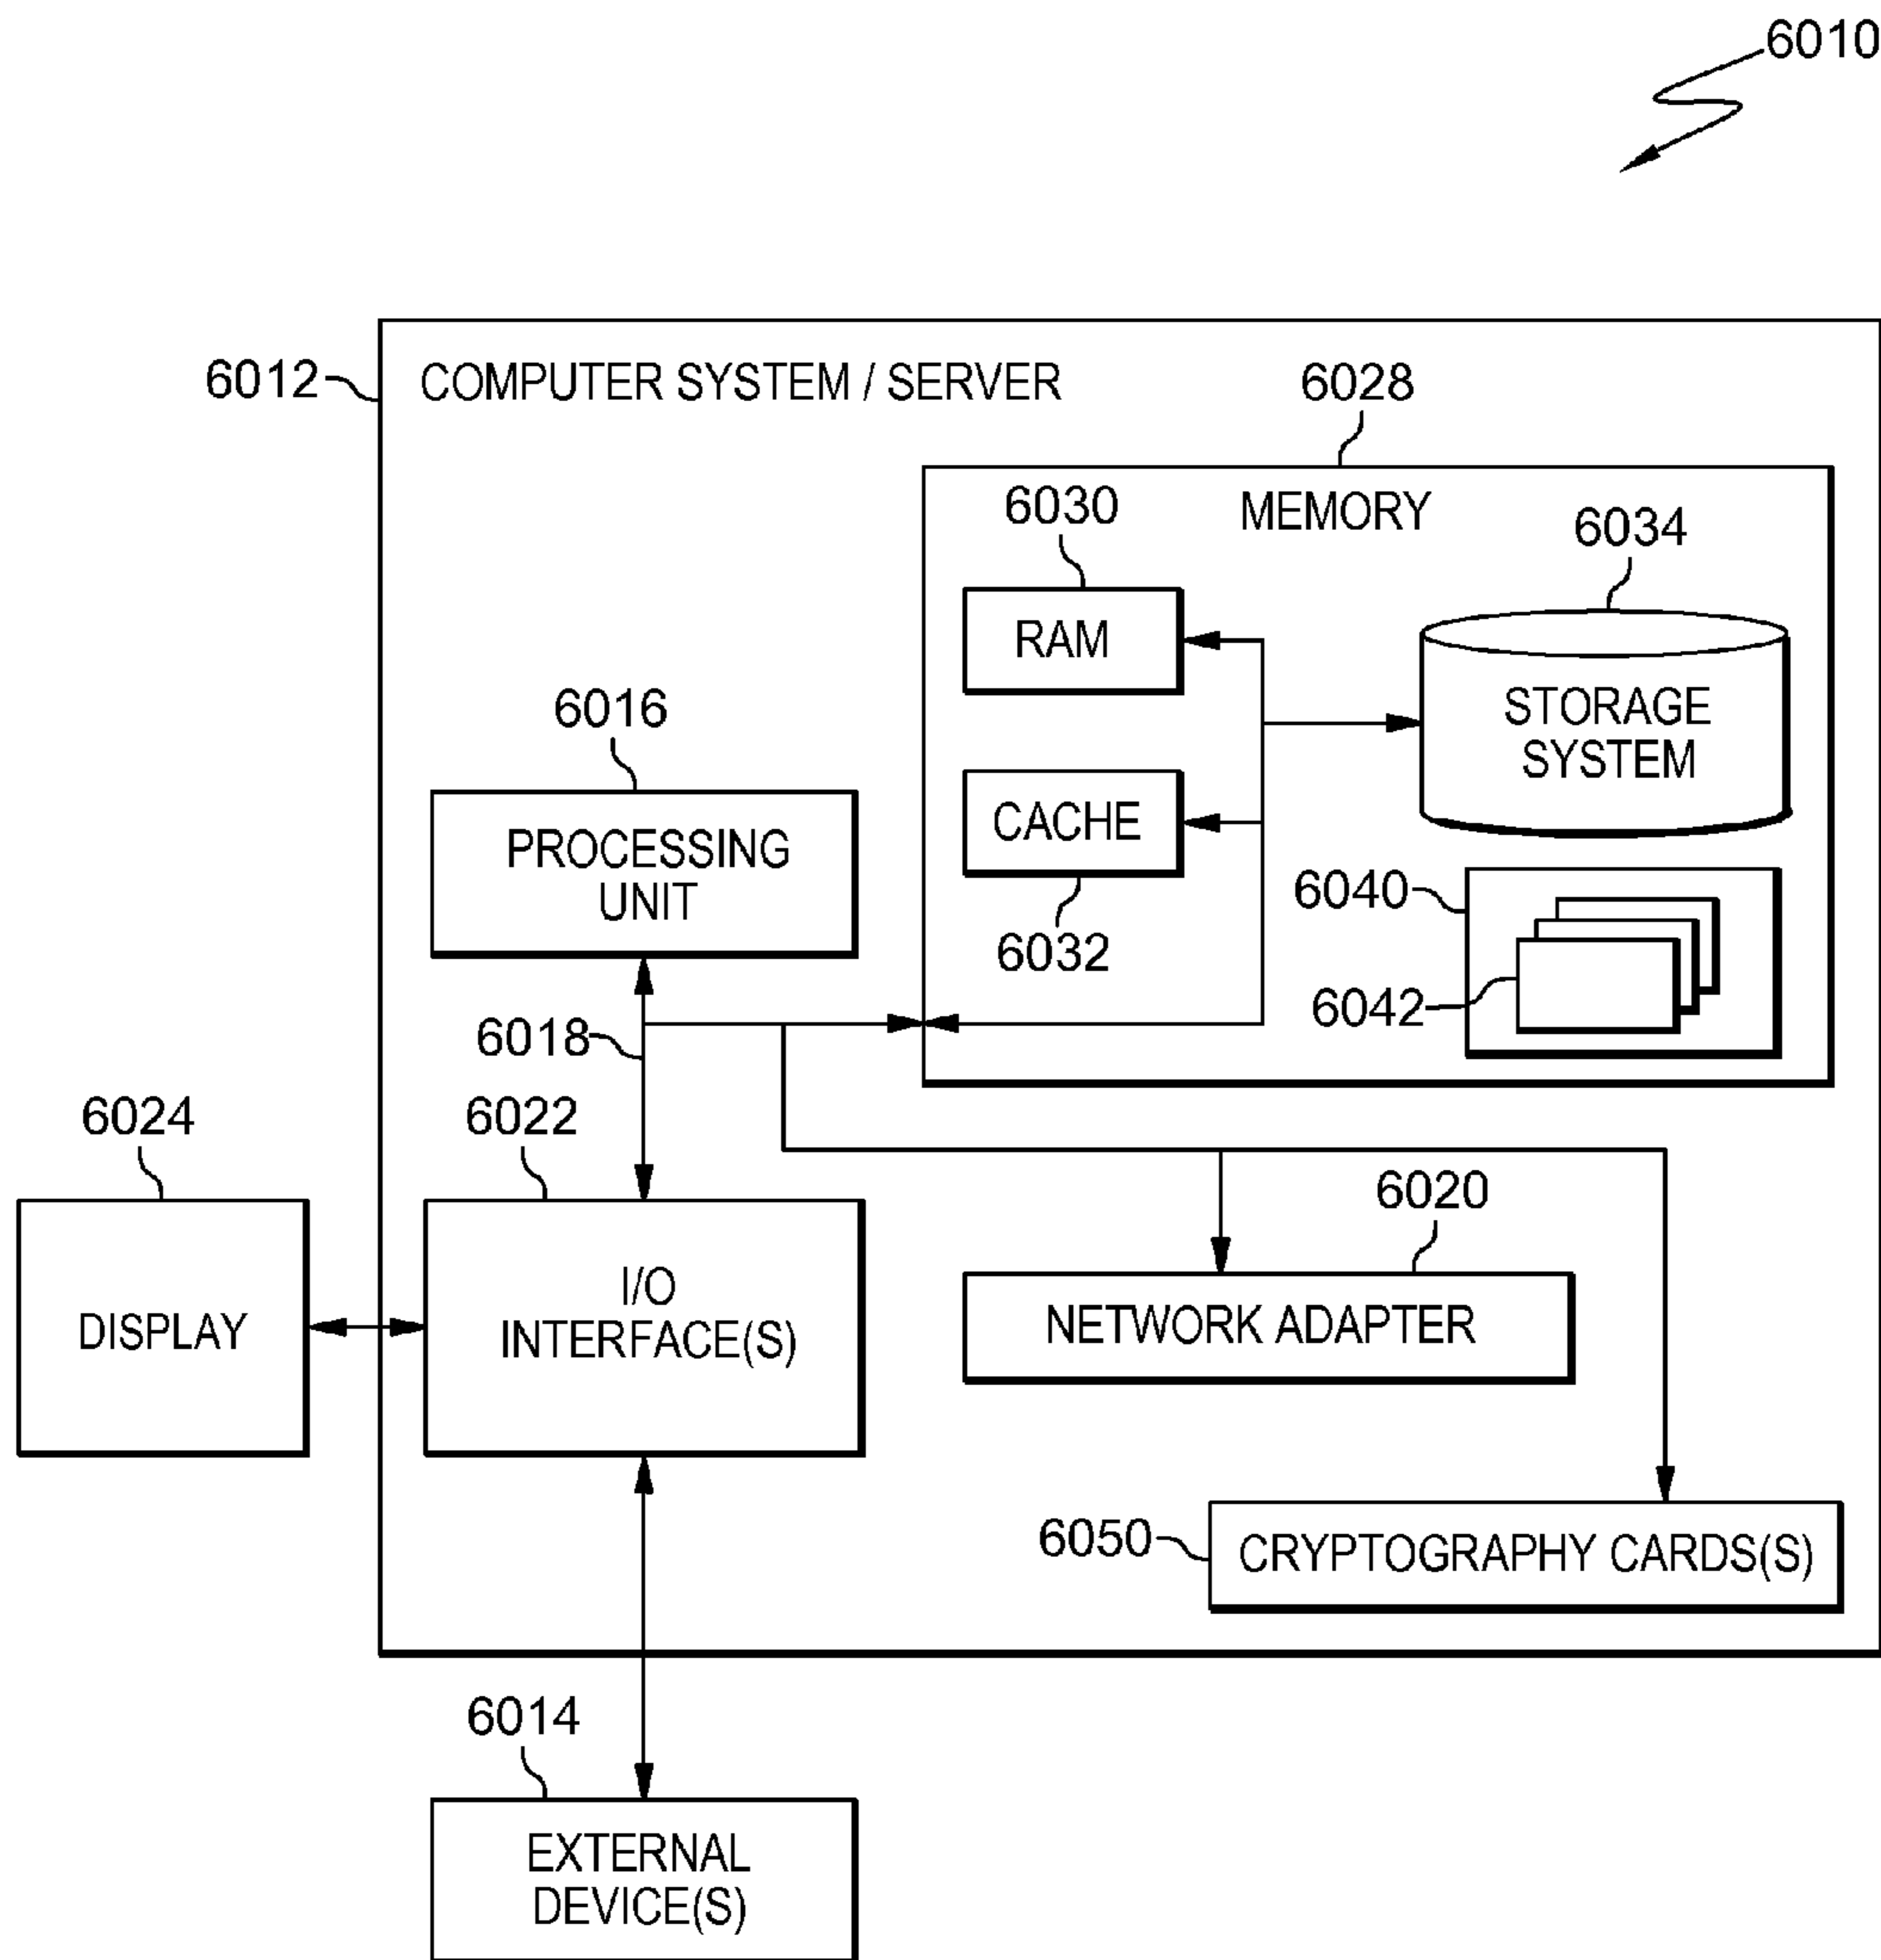 6010
6012
COMPUTER SYSTEM / SERVER
6028
MEMORY
6030
RAM
6034
STORAGE
SYSTEM
6016
PROCESSING
UNIT
CACHE
6032
6040
6042
6018
6024
DISPLAY
6022
I/O
INTERFACE(S)
6020
NETWORK ADAPTER
6050
CRYPTOGRAPHY CARDS(S)
6014
EXTERNAL
DEVICE(S)